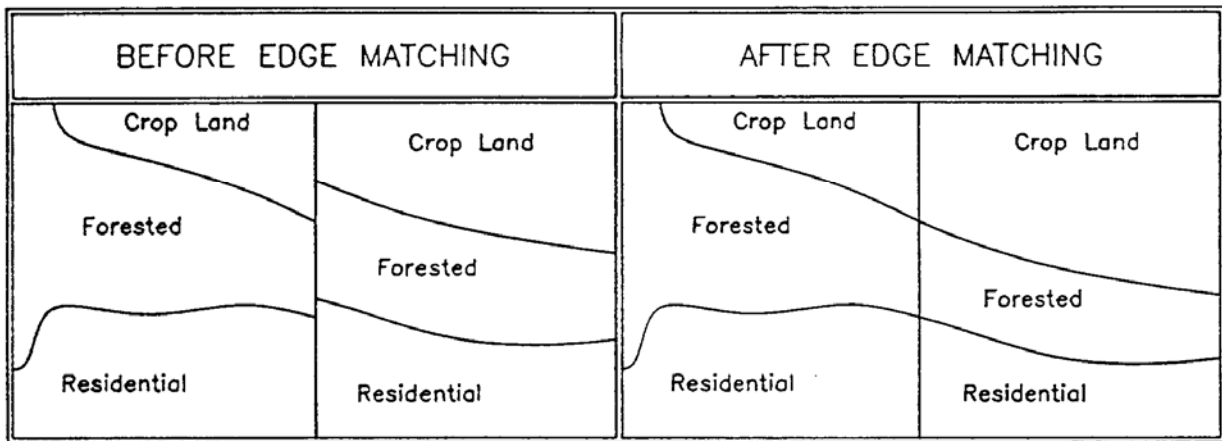 BEFORE EDGE MATCHING
Crop Land
Crop Land
Forested
Forested
Residential
Residential
AFTER EDGE MATCHING
Crop Land
Crop Land
Forested
Forested
Residential
Residential